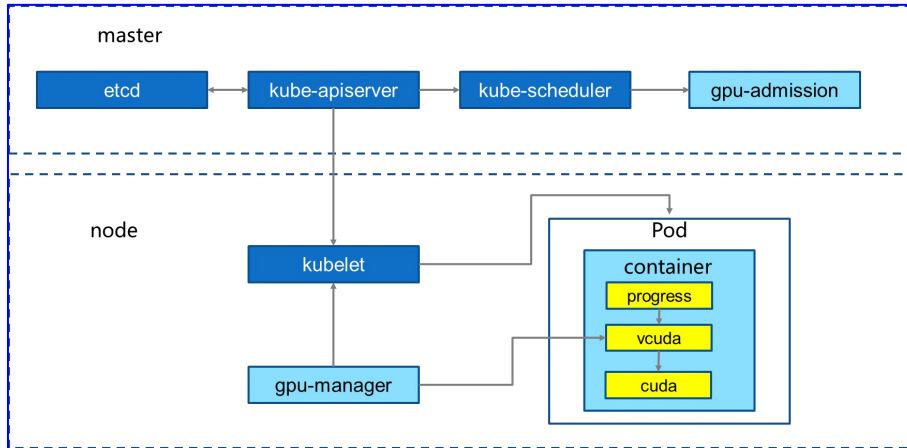 master
etcd
kube-apiserver
kube-scheduler
gpu-admission
node
Pod
kubelet
container
progress
vcuda
gpu-manager
cuda